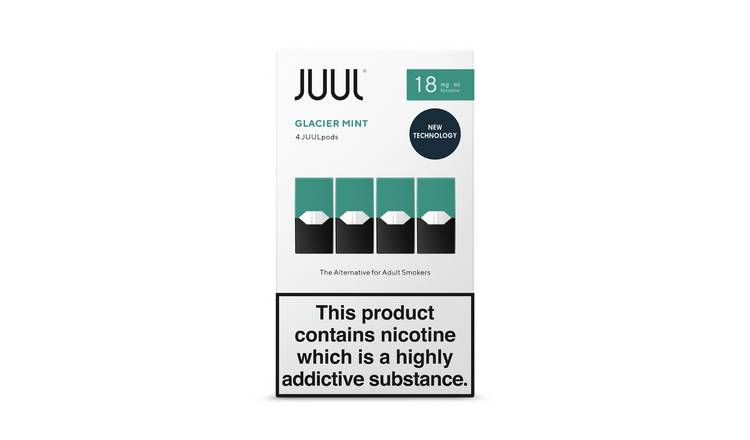 JUUL®
18 mg ml
Nicotine
GLACIER MINT
4 JUULpods
NEW
TECHNOLOGY
The Alternative for Adult Smokers
This product
contains nicotine
which is a highly
addictive substance.